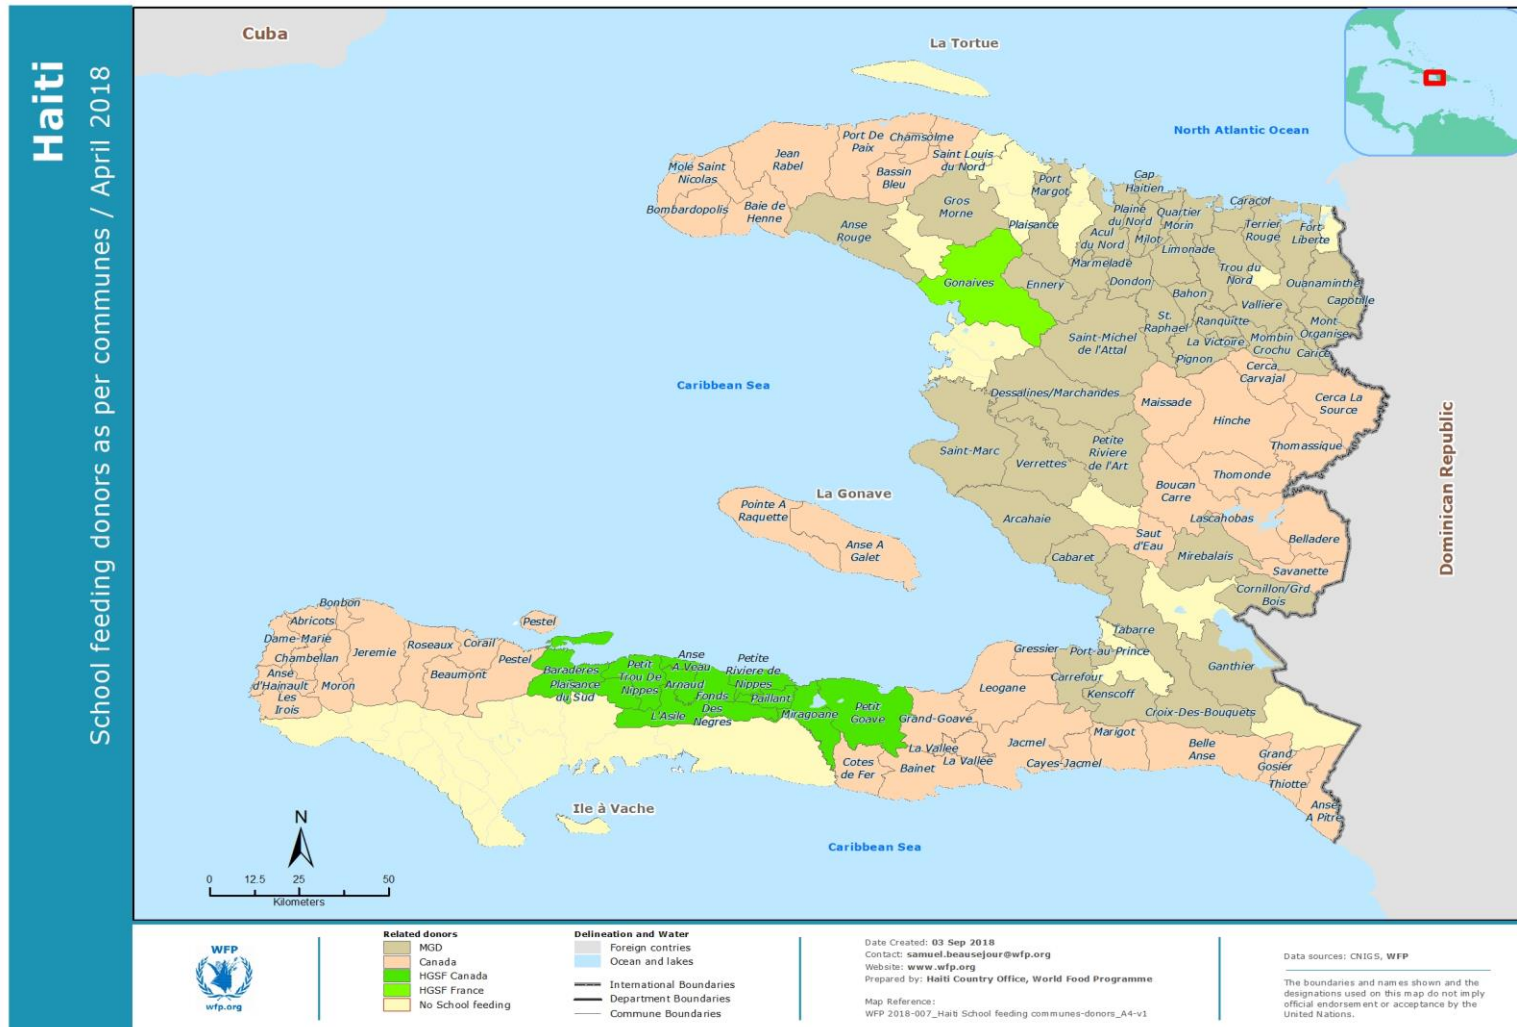 Haiti
School feeding donors as per communes / April 2018
Cuba
La Tortue
North Atlantic Ocean
Port De
Paix
Chamsolme
Jean
Rabel
Saint Louis
du Nord
Mole Saint
Nicolas
Bassin
Bleu
Port
Margot
Cap
Haitien
Bombardopolis
Baie de
Henne
Gros
Morne
Caracol
Plaine
du Nord
Quartier
Morin
Anse
Rouge
Plaisance
Acul
du Nord
Milot
Limonade
Terrier
Rouge
Fort-
Liberte
Marmelade
Trou du
Nord
Gonaives
Ennery
Dondon
Bahon
Ouanaminthe
Capotille
Valliere
St.
Raphael
Ranquitte
Mont-
Organise
Saint-Michel
de l'Attal
La Victoire
Mombin
Crochu
Carice
Pignon
Cerca
Carvajal
Caribbean Sea
Dessalines/Marchandes
Maissade
Hinche
Cerca La
Source
Saint-Marc
Verrettes
Petite
Riviere
de l'Art
Thomassique
Thomonde
Dominican Republic
La Gonave
Pointe A
Raquette
Boucan
Carre
Arcahaie
Lascahobas
Anse A
Galet
Saut
d'Eau
Belladere
Cabaret
Mirebalais
Savanette
Cornillon/Grd
Bois
Bonbon
Abricots
Pestel
Dame-Marie
Roseaux
Corail
Chambellan
Jeremie
Pestel
Anse
d'Hainault
Moron
Beaumont
Les
Irois
Baraderes
Plaisance
du Sud
Petit
Trou De
Nippes
Anse
A Veau
Petite
Riviere de
Nippes
Arnaud
Fonds
Des
Negres
Paillant
L'Asile
Miragoane
Petit
Goave
Tabarre
Gressier
Port-au-Prince
Carrefour
Ganthier
Leogane
Kenscoff
Grand-Goave
Croix-Des-Bouquets
La Vallee
La Vallée
Jacmel
Marigot
Belle
Anse
Cotes
de Fer
Bainet
Cayes-Jacmel
Grand
Gosier
Thiotte
Anse
A Pitre
Ile à Vache
Caribbean Sea
N
0 12.5 25 50
Kilometers
WFP
wfp.org
Related donors
MGD
Canada
HGSF Canada
HGSF France
No School feeding
Delineation and Water
Foreign contries
Ocean and lakes
International Boundaries
Department Boundaries
Commune Boundaries
Date Created: 03 Sep 2018
Contact: samuel.beausejour@wfp.org
Website: www.wfp.org
Prepared by: Haiti Country Office, World Food Programme
Map Reference:
WFP 2018-007_Haiti School feeding communes-donors_A4-v1
Data sources: CNIGS, WFP
The boundaries and names shown and the
designations used on this map do not imply
official endorsement or acceptance by the
United Nations.